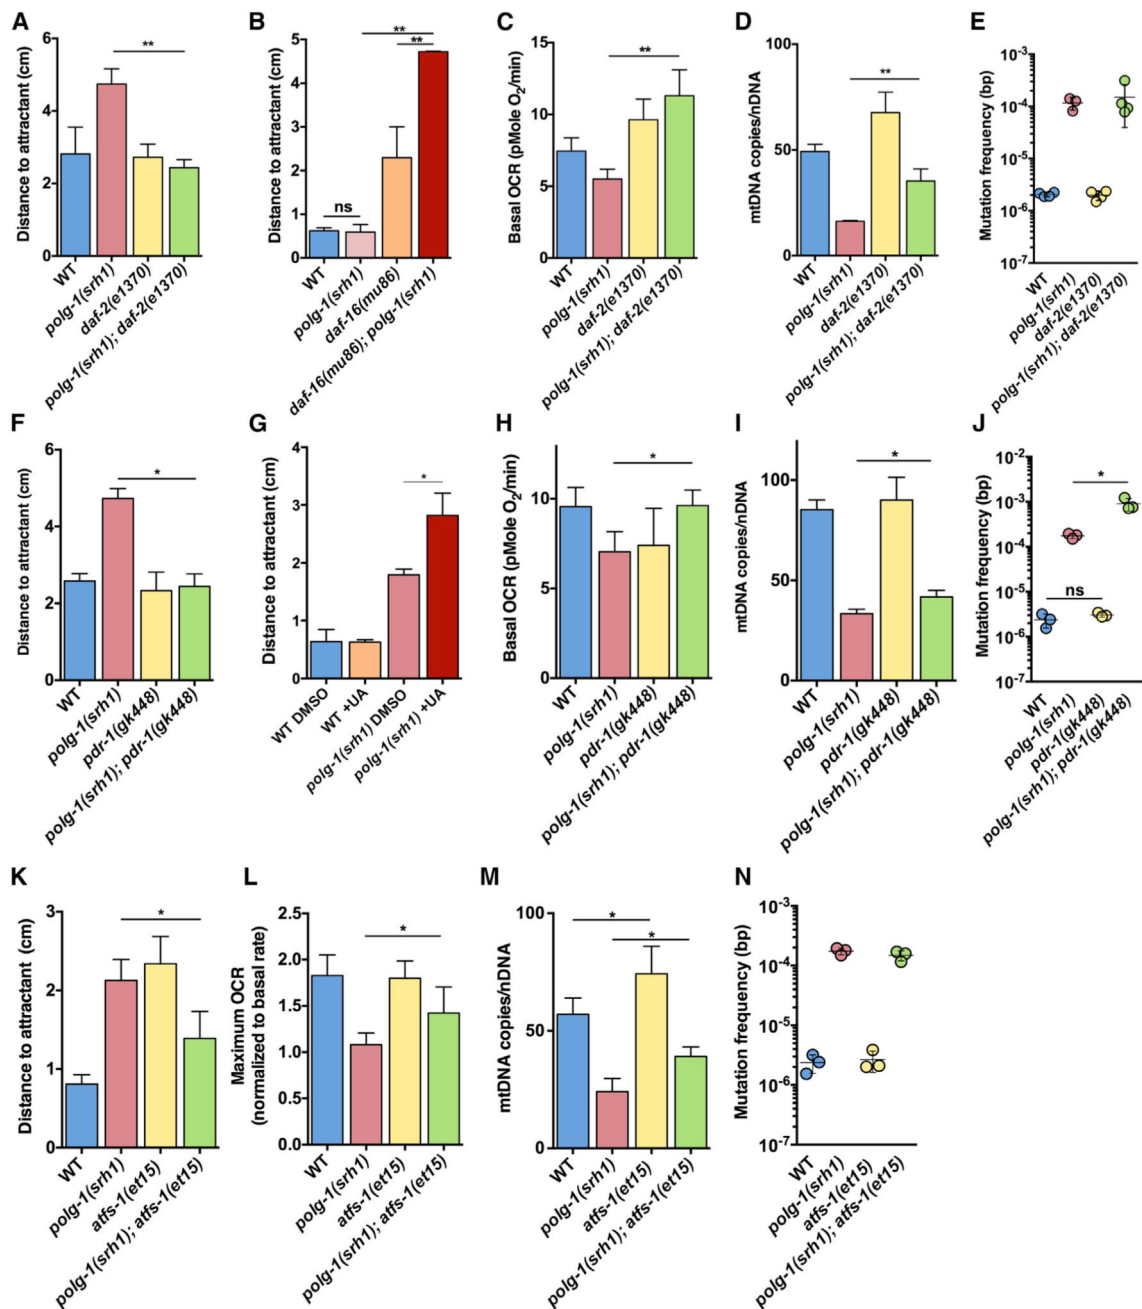 A
Distance to attractant (cm)
6
4
2
0
**
WT
polg-1(srh1)
daf-2(e1370)
polg-1(srh1); daf-2(e1370)
B
Distance to attractant (cm)
5
4
3
2
1
0
**
**
ns
WT
polg-1(srh1)
daf-16(mu86)
daf-16(mu86); polg-1(srh1)
C
Basal OCR (pMole O2/min)
15
10
5
0
**
WT
polg-1(srh1)
daf-2(e1370)
polg-1(srh1); daf-2(e1370)
D
mtDNA copies/nDNA
100
50
0
**
WT
polg-1(srh1)
daf-2(e1370)
polg-1(srh1); daf-2(e1370)
E
Mutation frequency (bp)
10-3
10-4
10-5
10-6
10-7
WT
polg-1(srh1)
daf-2(e1370)
polg-1(srh1); daf-2(e1370)
F
Distance to attractant (cm)
6
4
2
0
*
WT
polg-1(srh1)
pdr-1(gk448)
polg-1(srh1); pdr-1(gk448)
G
Distance to attractant (cm)
4
3
2
1
0
*
WT DMSO
WT +UA
polg-1(srh1) DMSO
polg-1(srh1) +UA
H
Basal OCR (pMole O2/min)
10
5
0
*
WT
polg-1(srh1)
pdr-1(gk448)
polg-1(srh1); pdr-1(gk448)
I
mtDNA copies/nDNA
100
50
0
*
WT
polg-1(srh1)
pdr-1(gk448)
polg-1(srh1); pdr-1(gk448)
J
Mutation frequency (bp)
10-2
10-3
10-4
10-5
10-6
10-7
*
ns
WT
polg-1(srh1)
pdr-1(gk448)
polg-1(srh1); pdr-1(gk448)
K
Distance to attractant (cm)
3
2
1
0
*
WT
polg-1(srh1)
atfs-1(et15)
polg-1(srh1); atfs-1(et15)
L
Maximum OCR
(normalized to basal rate)
2.5
2.0
1.5
1.0
0.5
0.0
*
WT
polg-1(srh1)
atfs-1(et15)
polg-1(srh1); atfs-1(et15)
M
mtDNA copies/nDNA
100
50
0
*
*
WT
polg-1(srh1)
atfs-1(et15)
polg-1(srh1); atfs-1(et15)
N
Mutation frequency (bp)
10-3
10-4
10-5
10-6
10-7
WT
polg-1(srh1)
atfs-1(et15)
polg-1(srh1); atfs-1(et15)